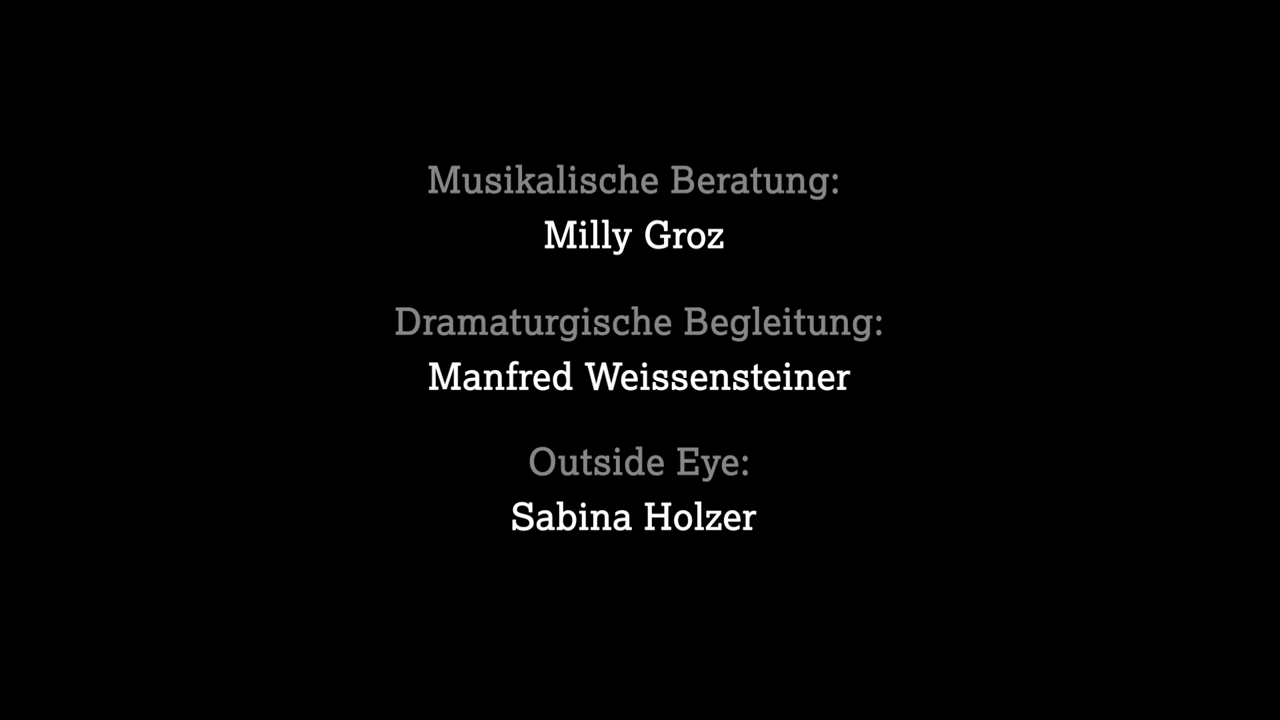 Musikalische Beratung:
Milly Groz
Dramaturgische Begleitung:
Manfred Weissensteiner
Outside Eye:
Sabina Holzer